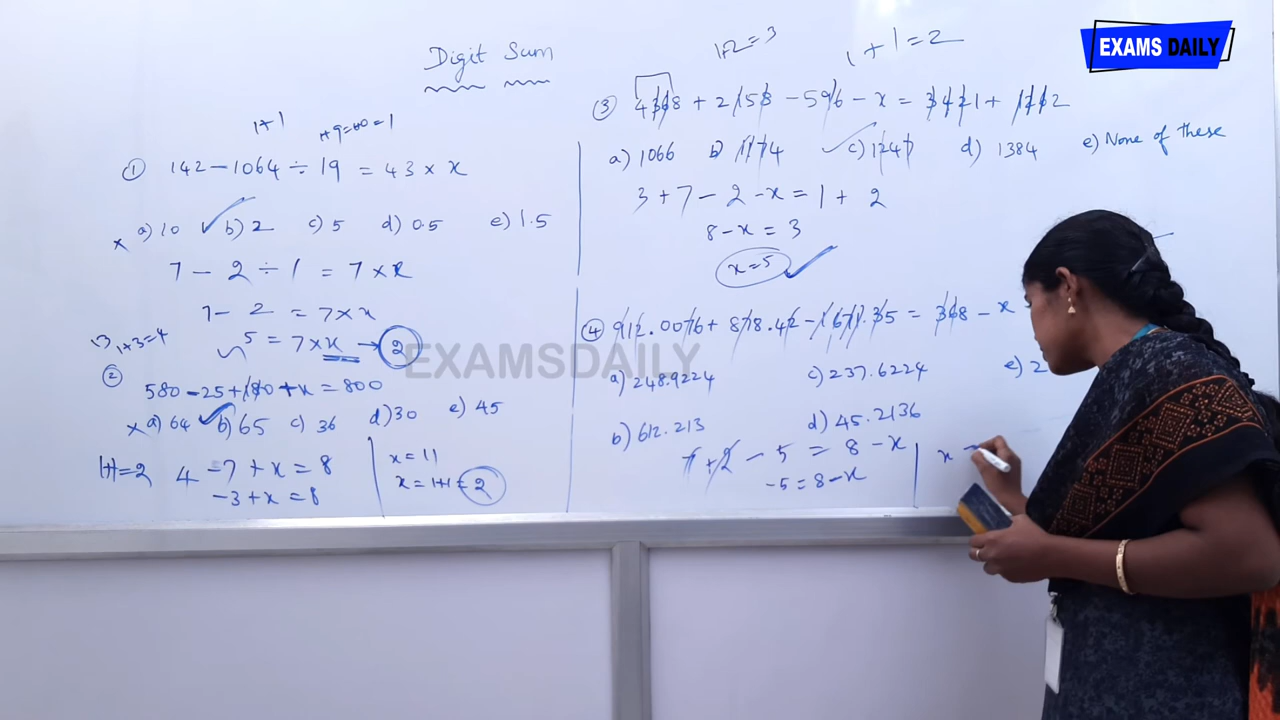 EXAMS DAILY
Digit Sum
1+1
1+9=10=1
① 142 – 1064 ÷ 19 = 43 × x
a) 10 b) 2 c) 5 d) 0.5 e) 1.5
7 – 2 ÷ 1 = 7 × x
7 – 2 = 7 × x
5 = 7 × x → 2
13 1+3=4
② 580 – 25 + 180 + x = 800
a) 64 b) 65 c) 36 d) 30 e) 45
1+1=2 4 – 7 + x = 8
–3 + x = 8
x = 11
x = 1+1 = 2
1+2=3
1+1=2
③ 4368 + 2158 – 596 – x = 3421 + 1262
a) 1066 b) 1174 c) 1247 d) 1384 e) None of these
3 + 7 – 2 – x = 1 + 2
8 – x = 3
x = 5
④ 912.0076 + 818.42 – 1671.35 = 368 – x
a) 248.9224 c) 237.6224 e) 2
b) 612.213 d) 45.2136
7 + 2 – 5 = 8 – x
–5 = 8 – x
x
EXAMSDAILY